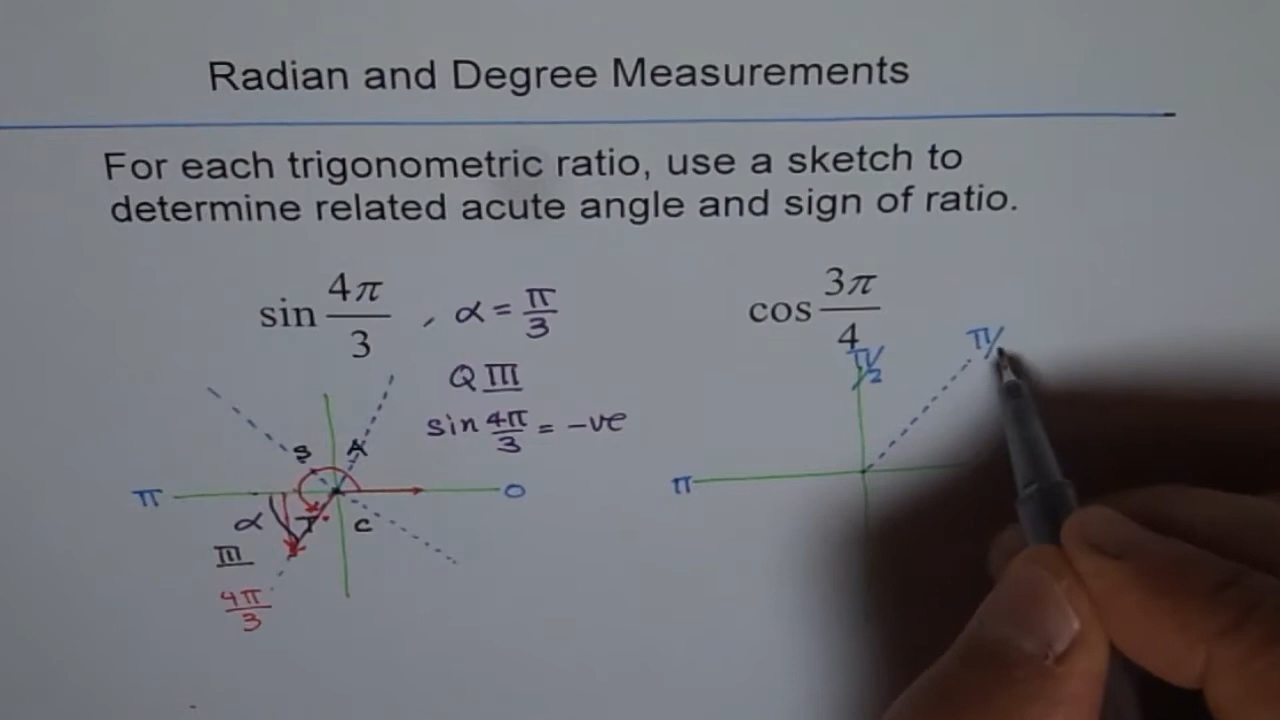 Radian and Degree Measurements
For each trigonometric ratio, use a sketch to
determine related acute angle and sign of ratio.
sin 4π/3 , α = π/3
Q III
sin 4π/3 = -ve
S A
π 0
α T C
III
4π/3
cos 3π/4
π/2
π/
π